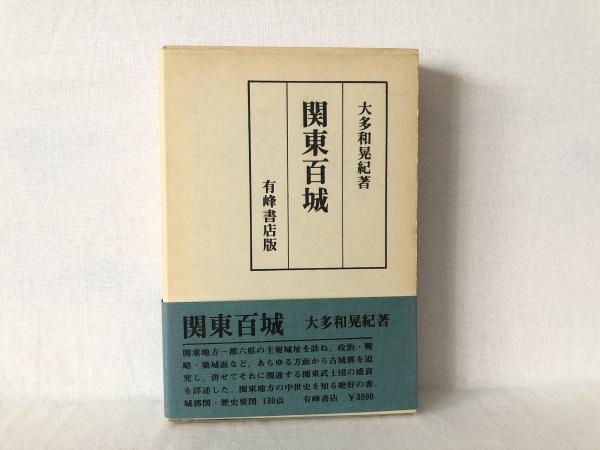 大多和晃紀著
関東百城
有峰書店版
関東百城 大多和晃紀著
関東地方一都六県の主要城址を訪ね，政治・戦
略・築城面など，あらゆる方面から古城郭を追
究し，併せてそれに関連する関東武士団の盛衰
を詳述した，関東地方の中世史を知る絶好の書。
城郭図・歴史要図 130点 有峰書店 ￥3800